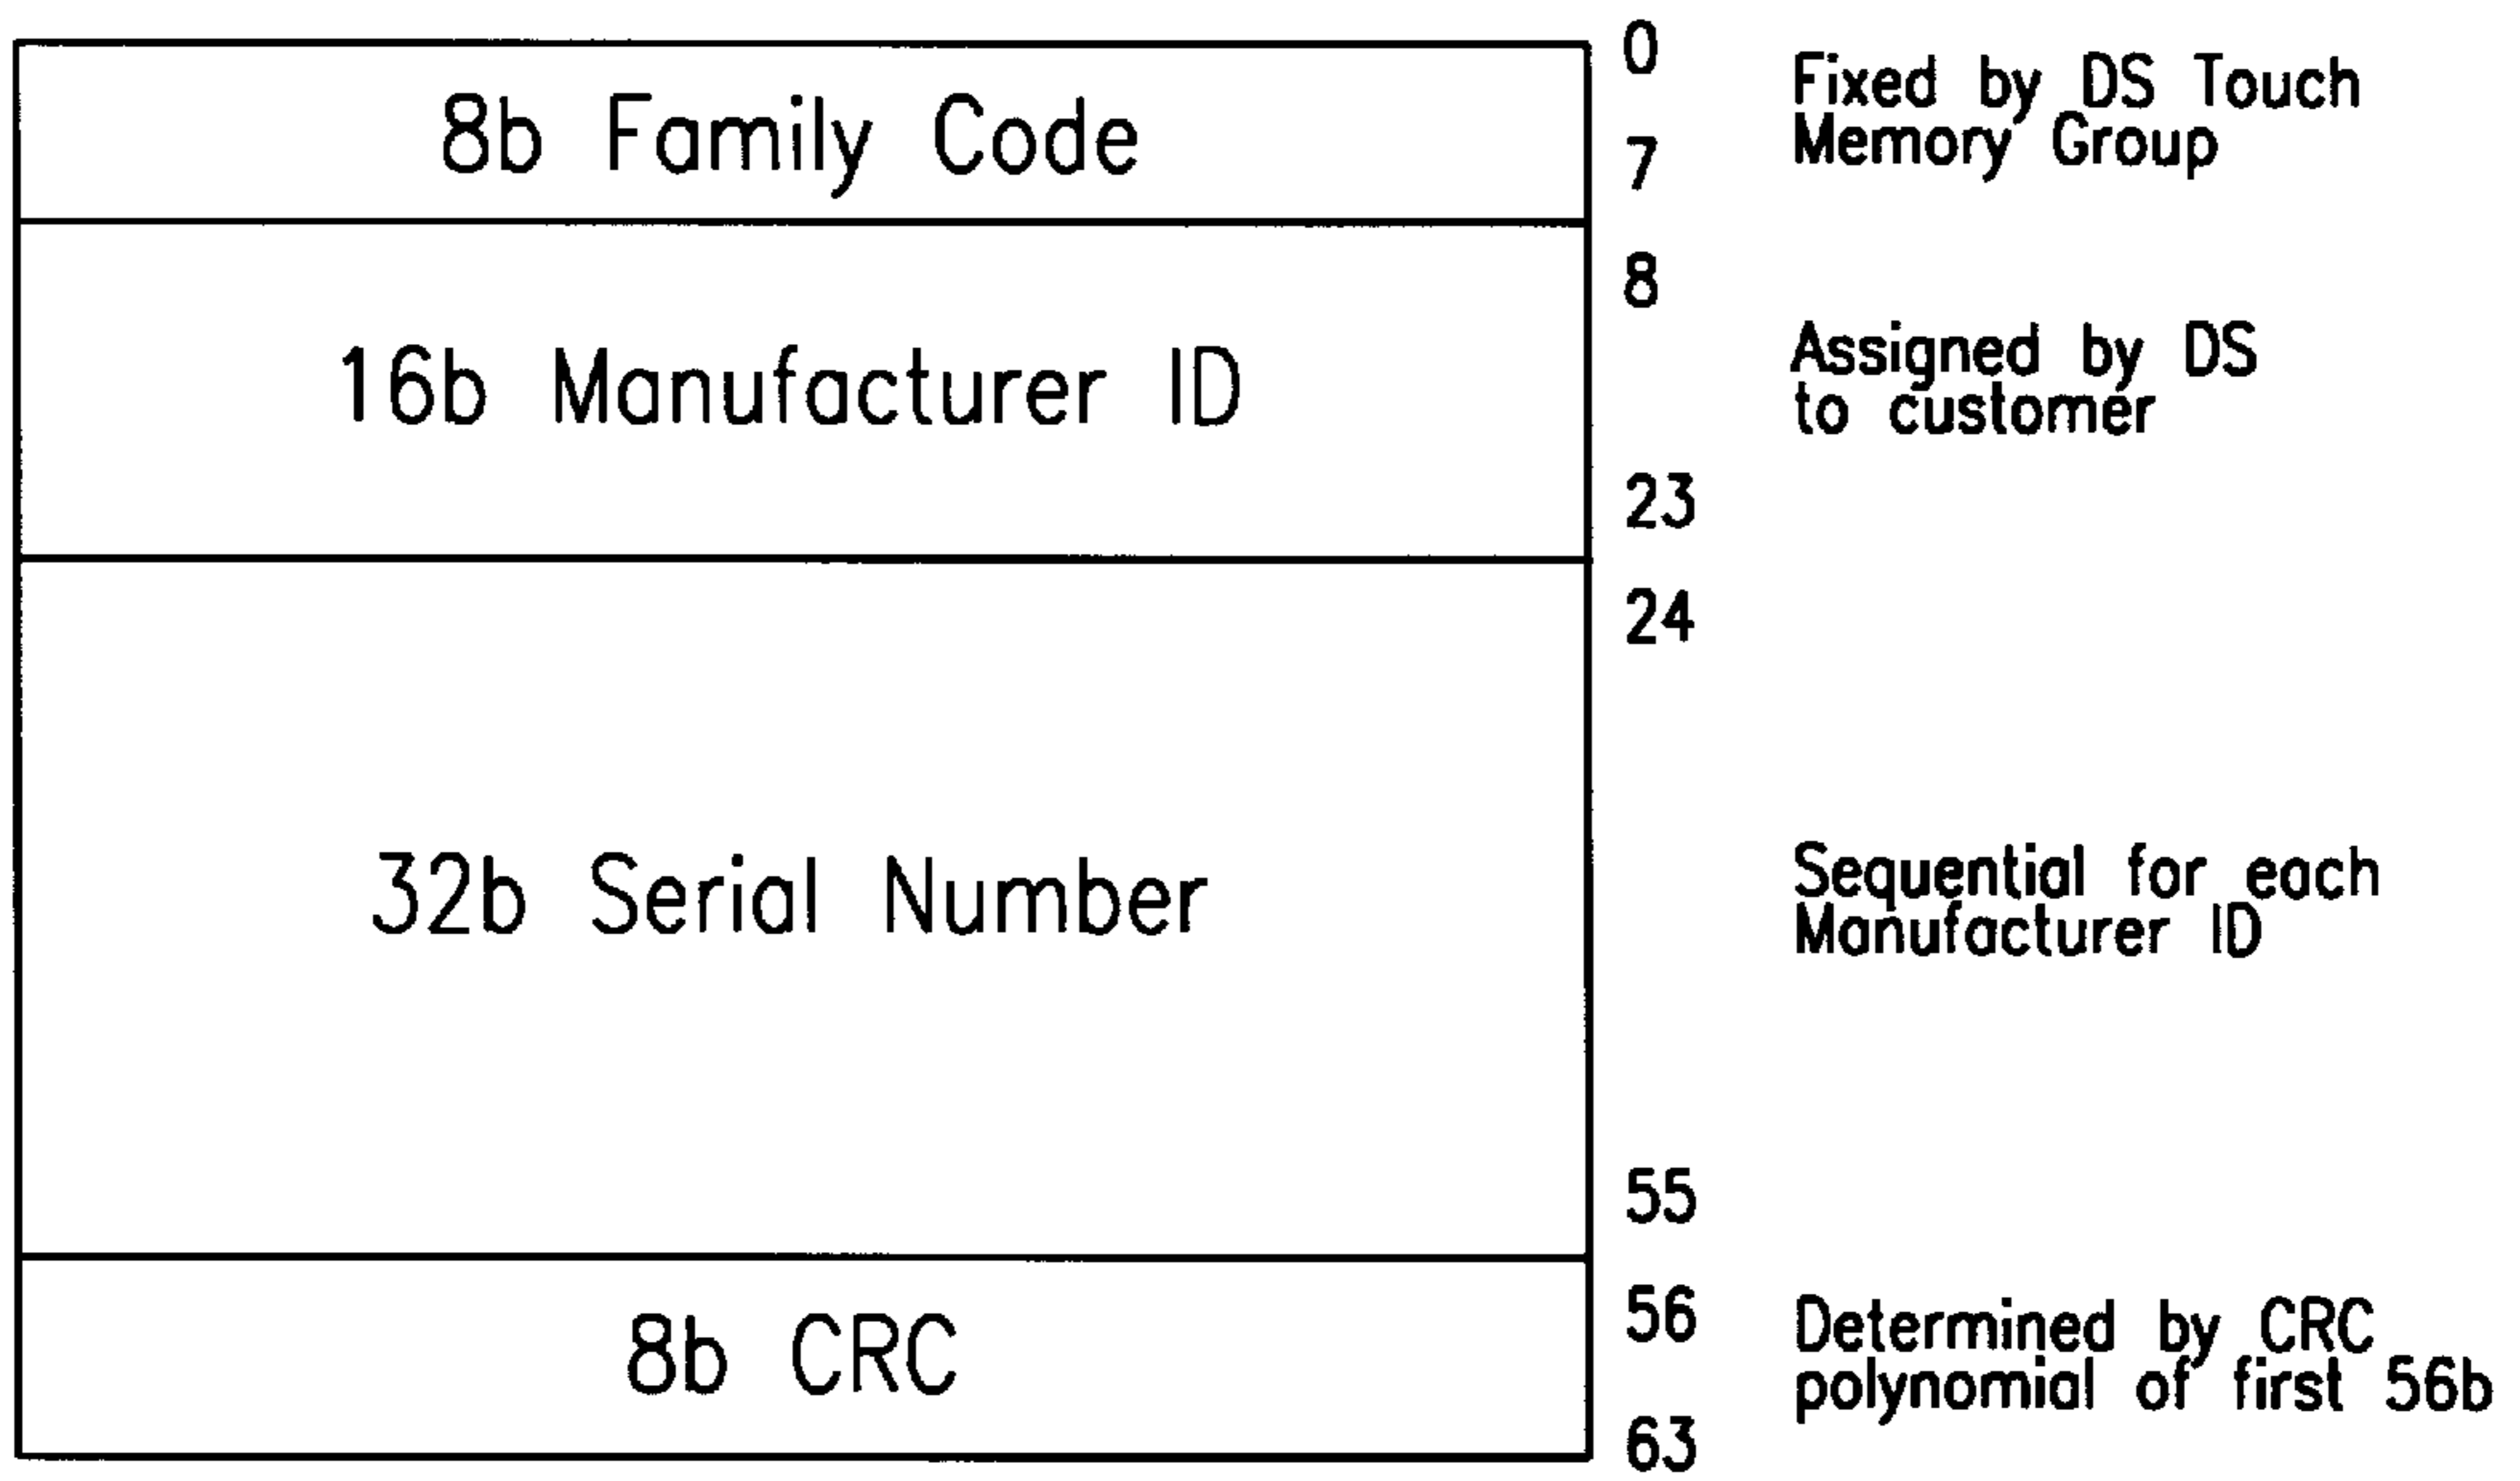 0
8b Family Code
Fixed by DS Touch
Memory Group
7
8
16b Manufacturer ID
Assigned by DS
to customer
23
24
32b Serial Number
Sequential for each
Manufacturer ID
55
56
8b CRC
Determined by CRC
polynomial of first 56b
63